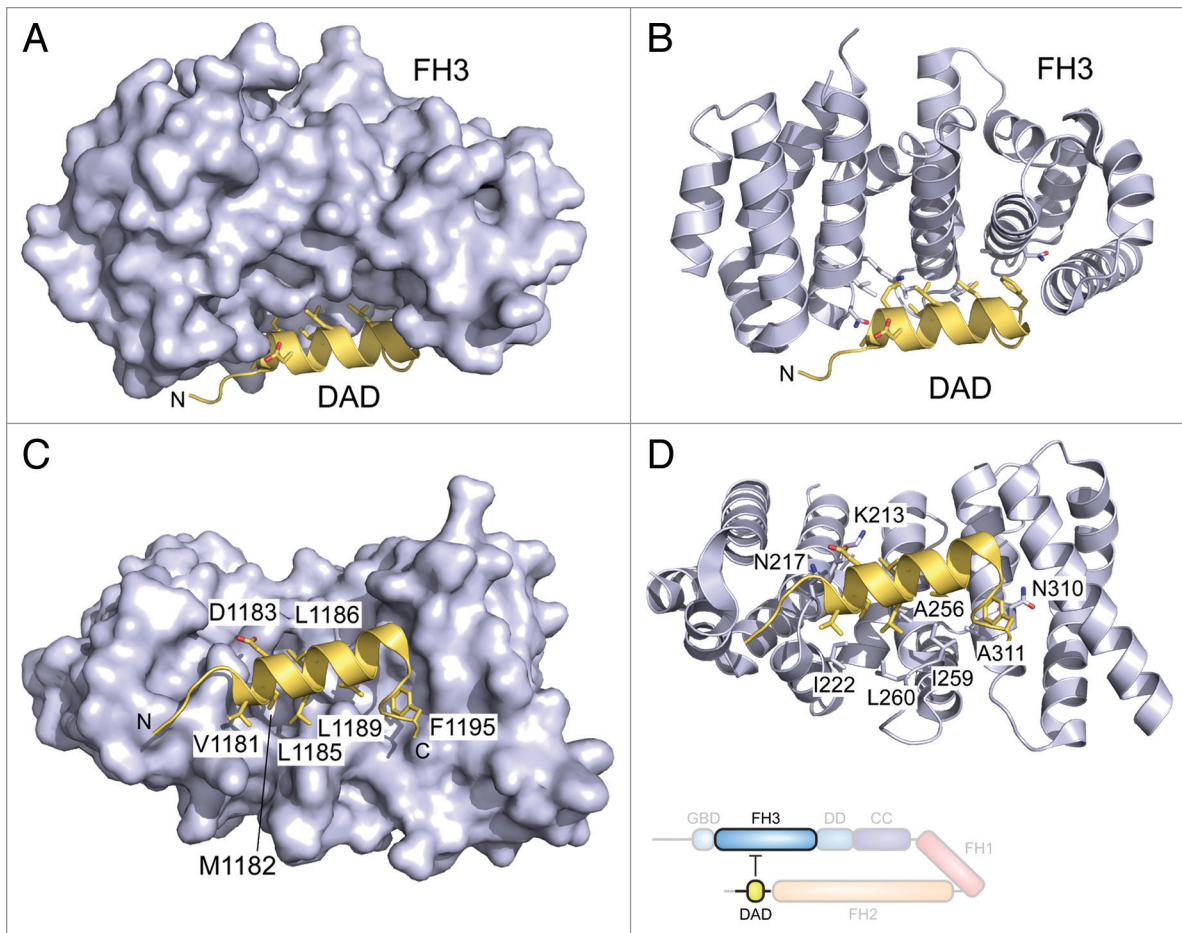 A
FH3
N
DAD
B
FH3
N
DAD
C
D1183
L1186
N
V1181
L1185
L1189
F1195
C
M1182
D
K213
N217
A256
N310
A311
I222
L260
I259
GBD
FH3
DD
CC
FH1
DAD
FH2